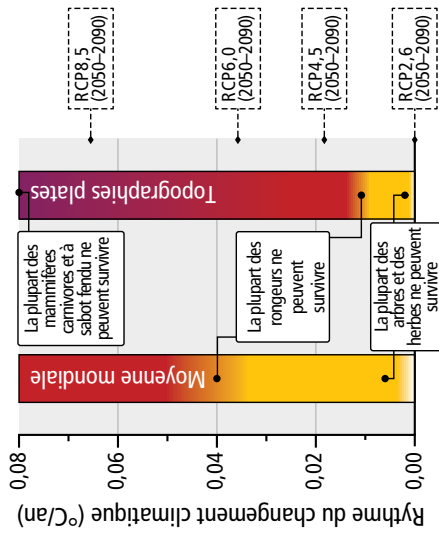 Rythme du changement climatique (°C/an)
0,08
0,06
0,04
0,02
0,00
Moyenne mondiale
Topographies plates
La plupart des
mammifères
carnivores et à
sabot fendu ne
peuvent survivre
La plupart des
rongeurs ne
peuvent
survivre
La plupart des
arbres et des
herbes ne peuvent
survivre
RCP8,5
(2050–2090)
RCP6,0
(2050–2090)
RCP4,5
(2050–2090)
RCP2,6
(2050–2090)